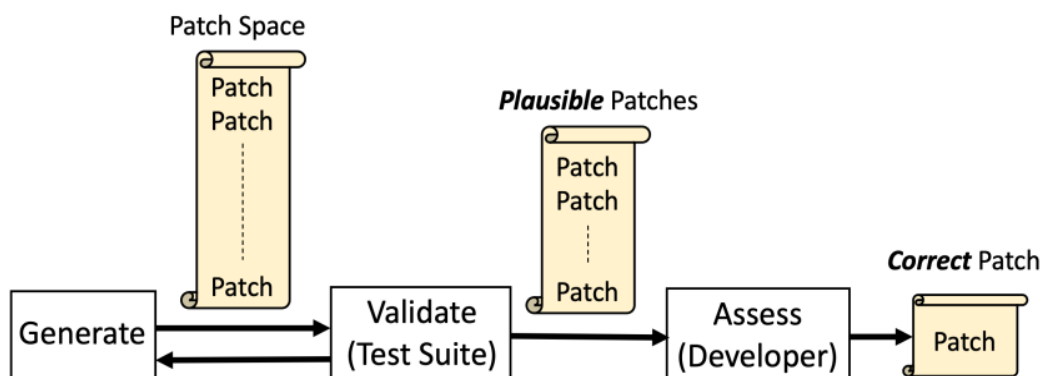 Patch Space
Patch
Patch
Patch
Plausible Patches
Patch
Patch
Patch
Correct Patch
Patch
Generate
Validate
(Test Suite)
Assess
(Developer)